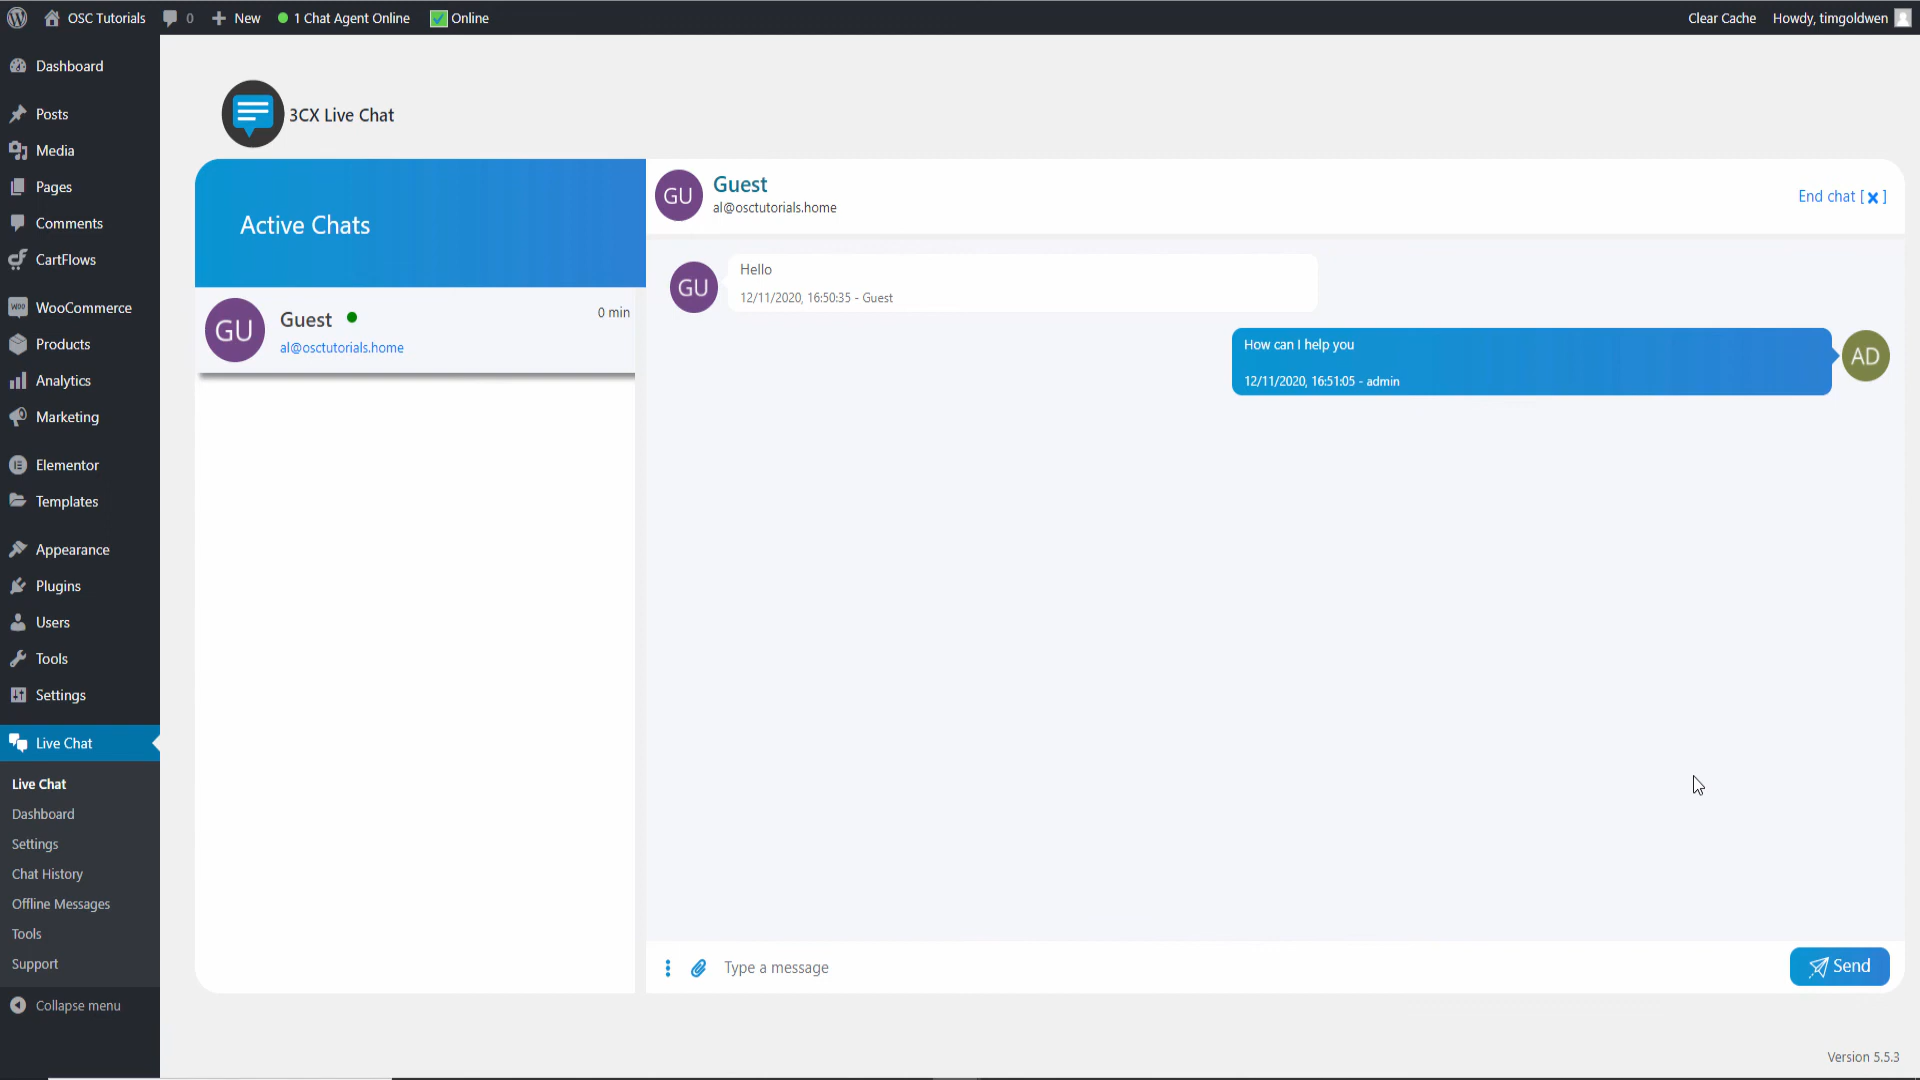 OSC Tutorials 0 New 1 Chat Agent Online Online Clear Cache Howdy, timgoldwen
Dashboard
Posts
Media
Pages
Comments
CartFlows
WooCommerce
Products
Analytics
Marketing
Elementor
Templates
Appearance
Plugins
Users
Tools
Settings
Live Chat
Live Chat
Dashboard
Settings
Chat History
Offline Messages
Tools
Support
Collapse menu
3CX Live Chat
Active Chats
GU
Guest
0 min
al@osctutorials.home
GU
Guest
al@osctutorials.home
End chat [ x ]
GU
Hello
12/11/2020, 16:50:35 - Guest
How can I help you
12/11/2020, 16:51:05 - admin
AD
Type a message
Send
Version 5.5.3